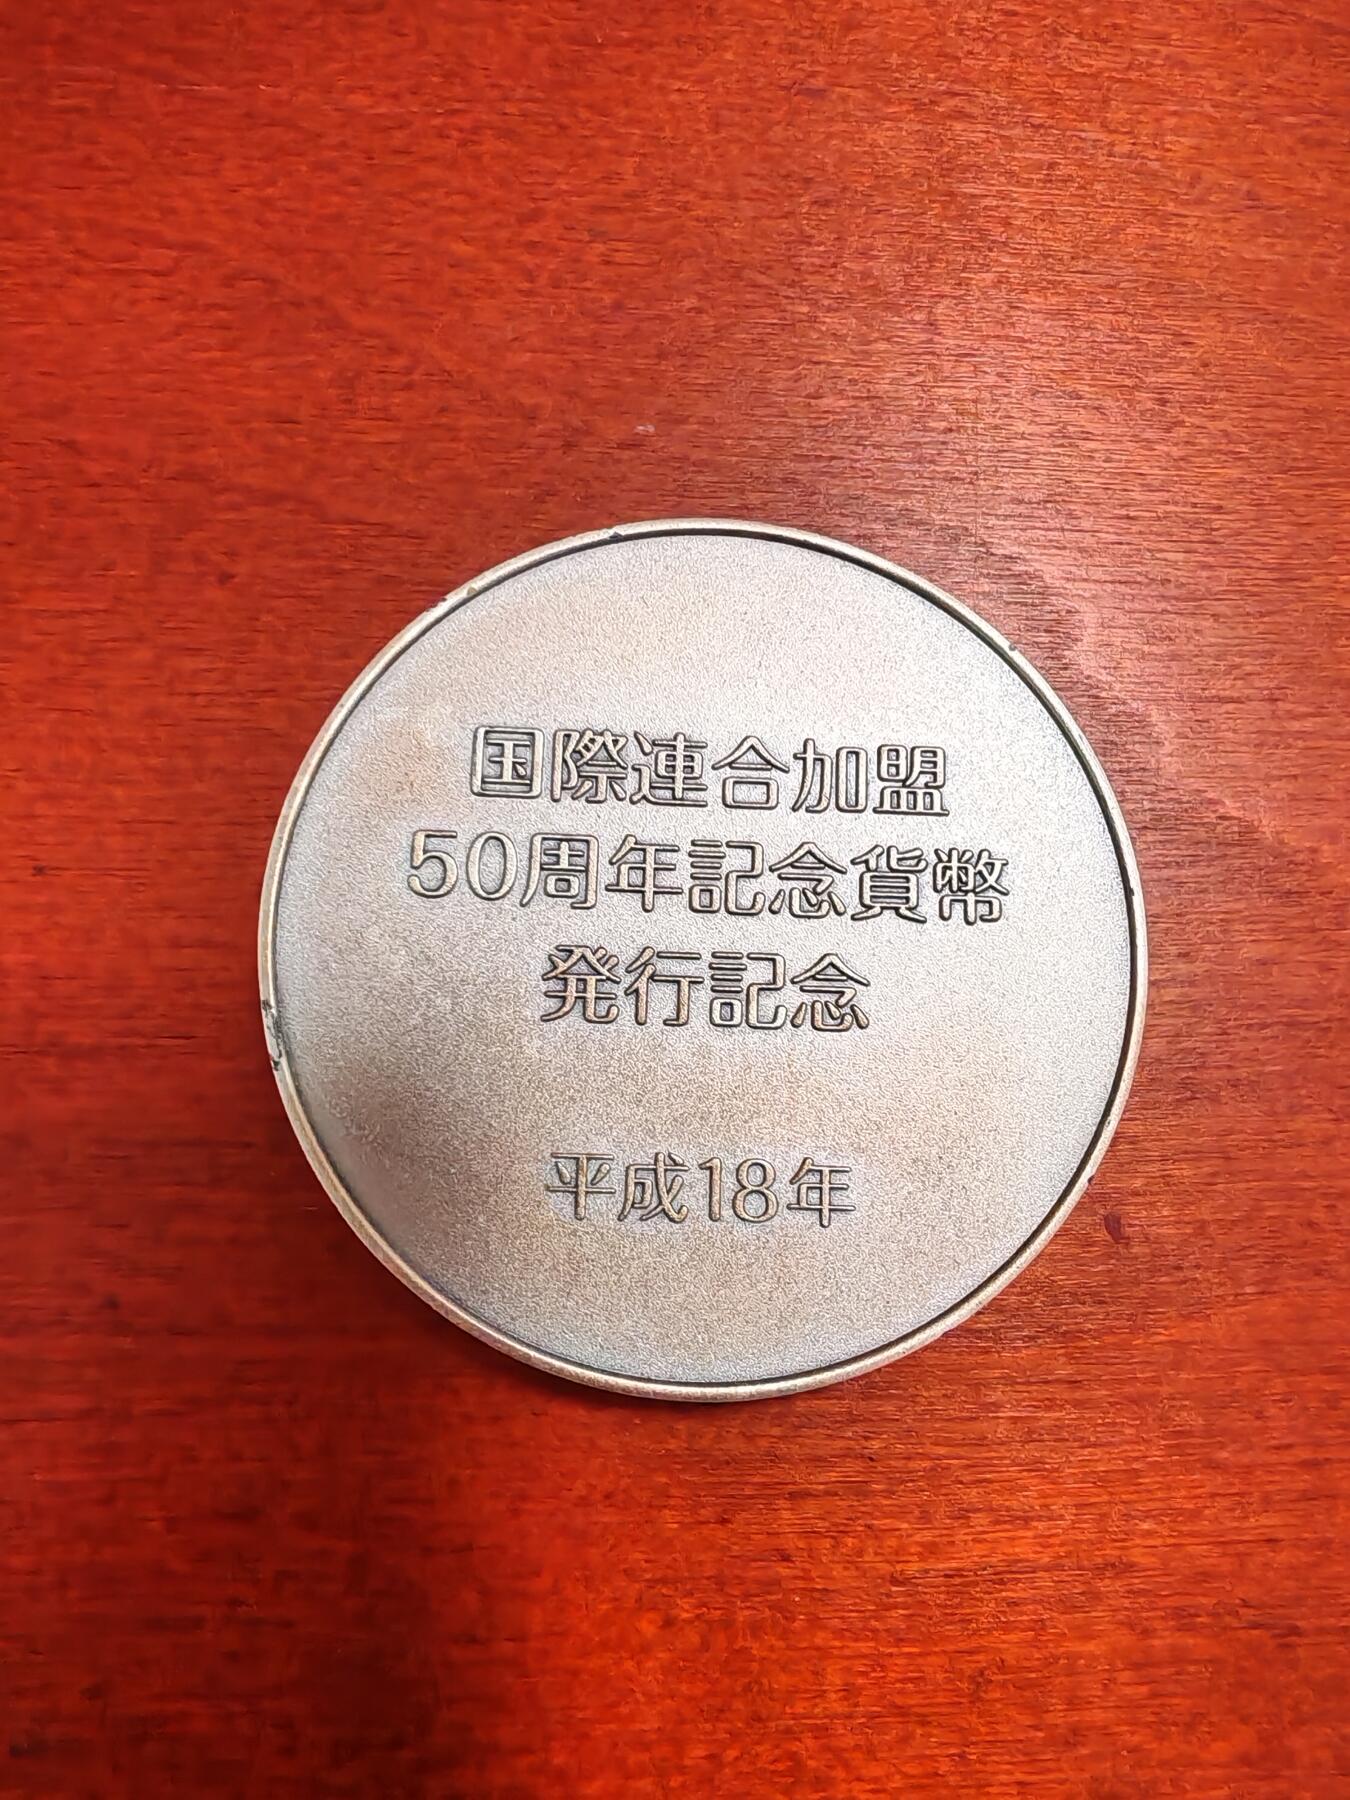 国際連合加盟
50周年記念貨幣
発行記念
平成18年